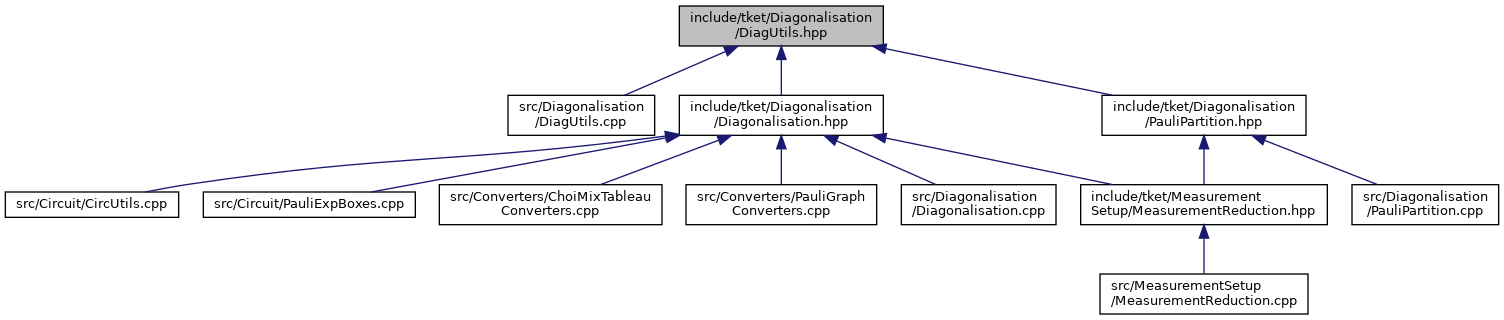 include/tket/Diagonalisation
/DiagUtils.hpp
src/Diagonalisation
/DiagUtils.cpp
include/tket/Diagonalisation
/Diagonalisation.hpp
include/tket/Diagonalisation
/PauliPartition.hpp
src/Circuit/CircUtils.cpp
src/Circuit/PauliExpBoxes.cpp
src/Converters/ChoiMixTableau
Converters.cpp
src/Converters/PauliGraph
Converters.cpp
src/Diagonalisation
/Diagonalisation.cpp
include/tket/Measurement
Setup/MeasurementReduction.hpp
src/Diagonalisation
/PauliPartition.cpp
src/MeasurementSetup
/MeasurementReduction.cpp